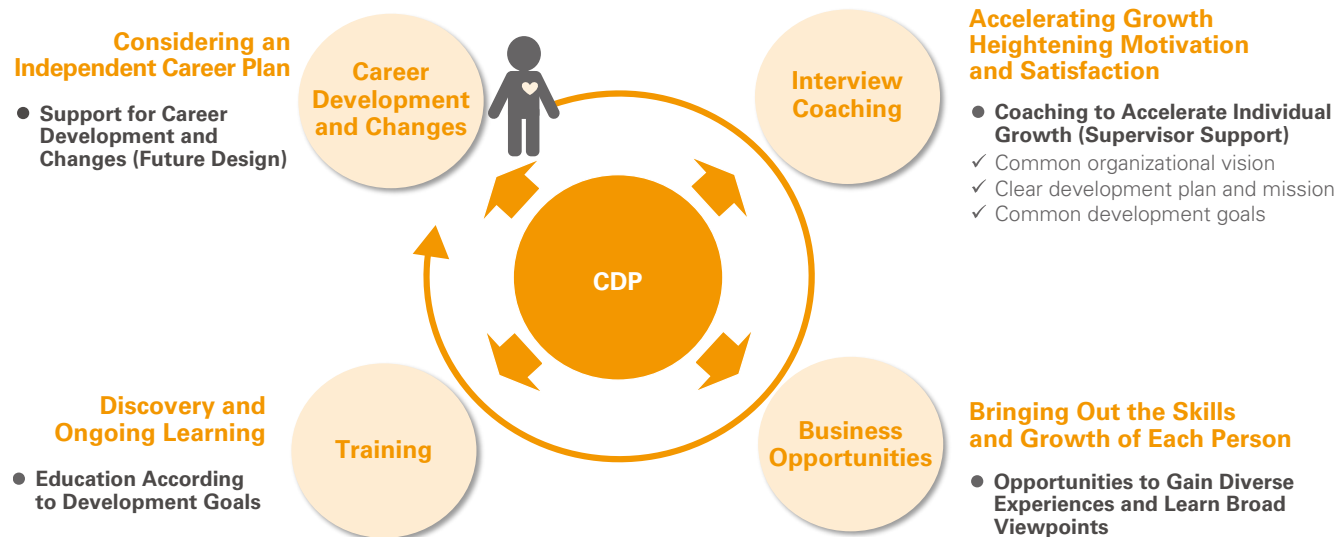 Considering an
Independent Career Plan
● Support for Career
Development and
Changes (Future Design)
Career
Development
and Changes
Interview
Coaching
Accelerating Growth
Heightening Motivation
and Satisfaction
● Coaching to Accelerate Individual
Growth (Supervisor Support)
✓ Common organizational vision
✓ Clear development plan and mission
✓ Common development goals
CDP
Discovery and
Ongoing Learning
● Education According
to Development Goals
Training
Business
Opportunities
Bringing Out the Skills
and Growth of Each Person
● Opportunities to Gain Diverse
Experiences and Learn Broad
Viewpoints